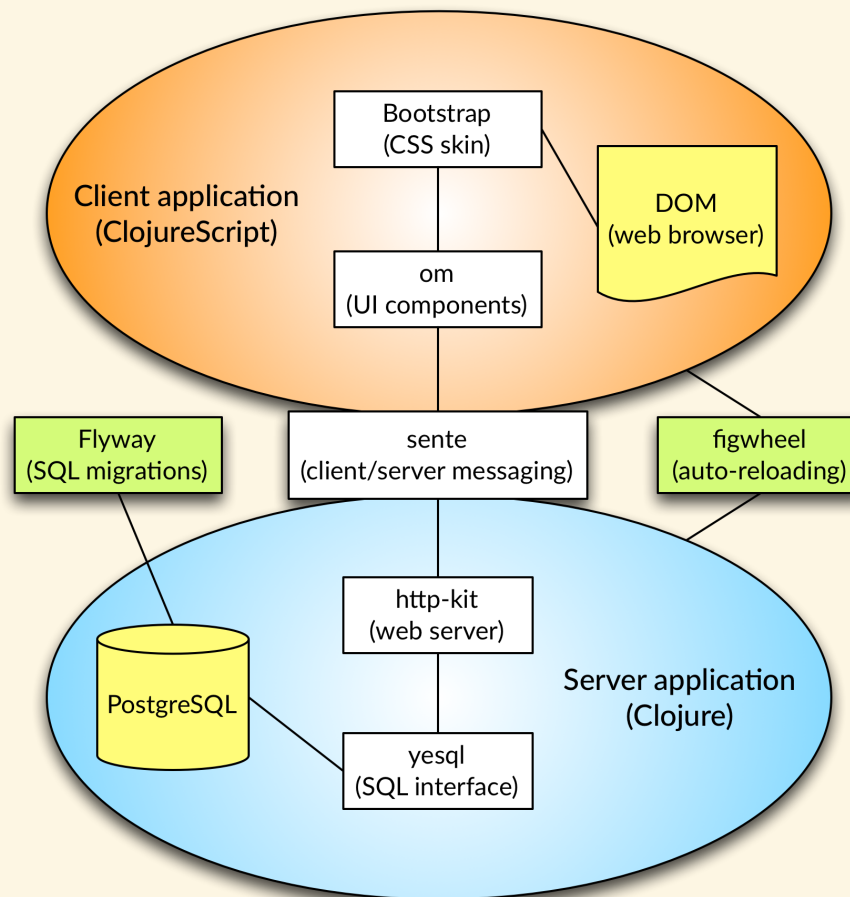 Bootstrap
(CSS skin)
Client application
(ClojureScript)
DOM
(web browser)
om
(UI components)
Flyway
(SQL migrations)
sente
(client/server messaging)
figwheel
(auto-reloading)
http-kit
(web server)
Server application
(Clojure)
PostgreSQL
yesql
(SQL interface)